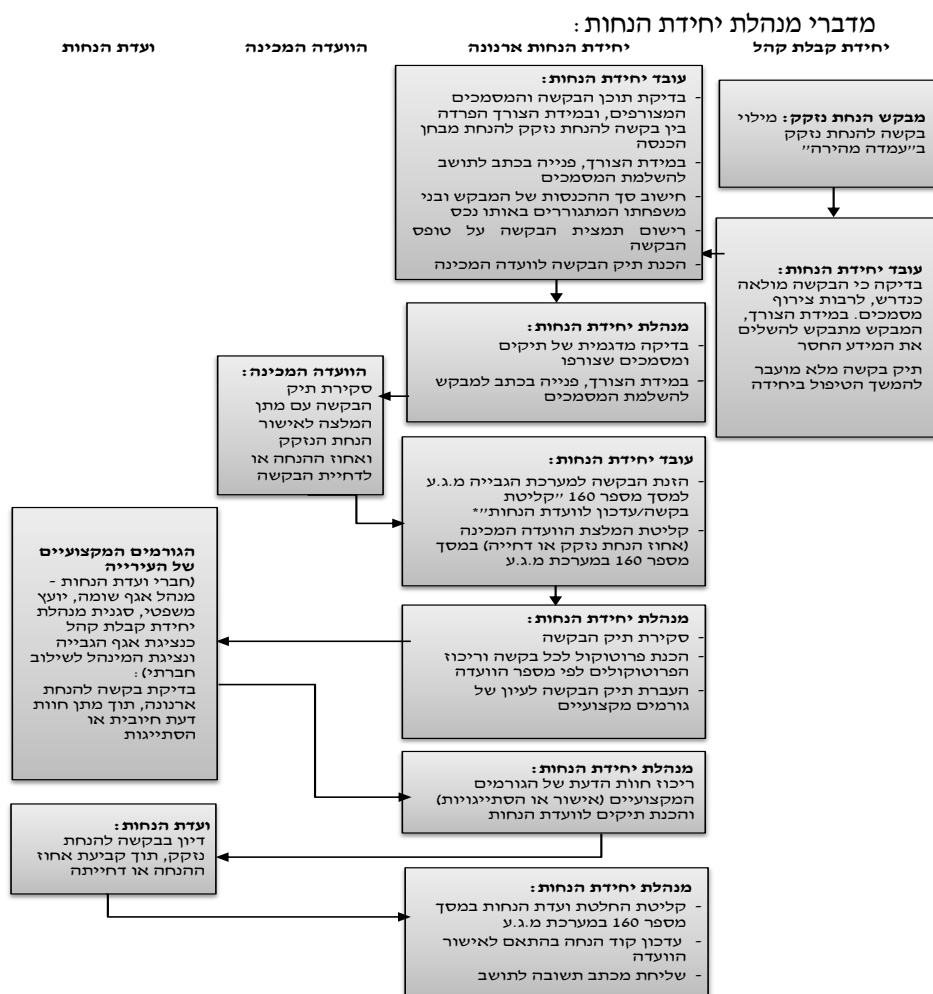 מדברי מנהלת יחידת הנחות:
יחידת קבלת קהל
יחידת הנחות ארנונה
הוועדה המכינה
ועדת הנחות
מבקש הנחת נזקק: מילוי
בקשה להנחת נזקק
ב"עמדה מהירה"
עובד יחידת הנחות:
בדיקה כי הבקשה מולאה
כנדרש, לרבות צירוף
מסמכים. במידת הצורך,
המבקש מתבקש להשלים
את המידע החסר
תיק בקשה מלא מועבר
להמשך הטיפול ביחידה
עובד יחידת הנחות:
- בדיקת תוכן הבקשה והמסמכים
המצורפים, ובמידת הצורך הפרדה
בין בקשה להנחת נזקק להנחת מבחן
הכנסה
- במידת הצורך, פנייה בכתב לתושב
להשלמת המסמכים
- חישוב סך ההכנסות של המבקש ובני
משפחתו המתגוררים באותו נכס
- רישום תמצית הבקשה על טופס
הבקשה
- הכנת תיק הבקשה לוועדה המכינה
מנהלת יחידת הנחות:
- בדיקה מדגמית של תיקים
ומסמכים שצורפו
- במידת הצורך, פנייה בכתב למבקש
להשלמת המסמכים
הוועדה המכינה:
סקירת תיק
הבקשה עם מתן
המלצה לאישור
הנחת הנזקק
ואחוז ההנחה או
לדחיית הבקשה
עובד יחידת הנחות:
- הזנת הבקשה למערכת הגבייה מ.ג.ע
למסך מספר 160 "קליטת
בקשה/עדכון לוועדת הנחות"*
- קליטת המלצת הוועדה המכינה
(אחוז הנחת נזקק או דחייה) במסך
מספר 160 במערכת מ.ג.ע
מנהלת יחידת הנחות:
- סקירת תיק הבקשה
- הכנת פרוטוקול לכל בקשה וריכוז
הפרוטוקולים לפי מספר הוועדה
- העברת תיק הבקשה לעיון של
גורמים מקצועיים
הגורמים המקצועיים
של העירייה
(חברי ועדת הנחות -
מנהל אגף שומה, יועץ
משפטי, סגנית מנהלת
יחידת קבלת קהל
כנציגת אגף הגבייה
ונציגת המינהל לשילוב
חברתי):
בדיקת בקשה להנחת
ארנונה, תוך מתן חוות
דעת חיובית או
הסתייגות
מנהלת יחידת הנחות:
ריכוז חוות הדעת של הגורמים
המקצועיים (אישור או הסתייגויות)
והכנת תיקים לוועדת הנחות
ועדת הנחות:
דיון בבקשה להנחת
נזקק, תוך קביעת אחוז
ההנחה או דחייתה
מנהלת יחידת הנחות:
- קליטת החלטת ועדת הנחות במסך
מספר 160 במערכת מ.ג.ע
- עדכון קוד הנחה בהתאם לאישור
הוועדה
- שליחת מכתב תשובה לתושב